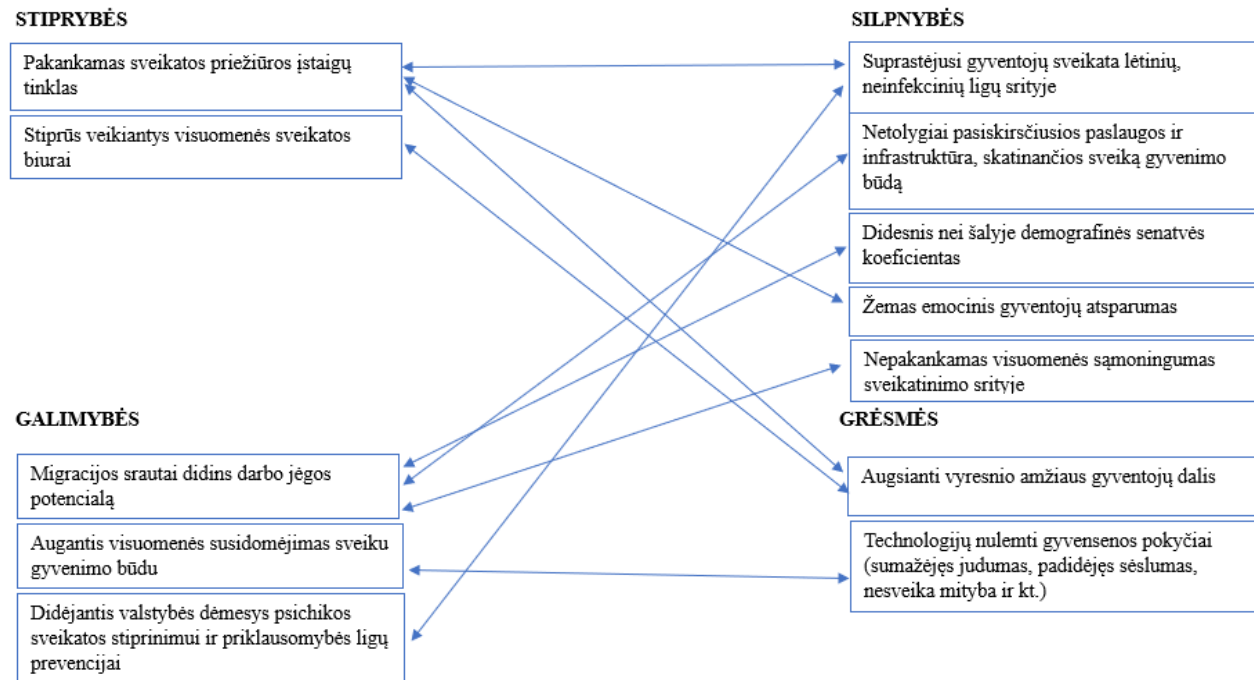 STIPRYBĖS
Pakankamas sveikatos priežiūros įstaigų
tinklas
Stiprūs veikiantys visuomenės sveikatos
biurai
SILPNYBĖS
Suprastėjusi gyventojų sveikata lėtinių,
neinfekcinių ligų srityje
Netolygiai pasiskirsčiusios paslaugos ir
infrastruktūra, skatinančios sveiką gyvenimo
būdą
Didesnis nei šalyje demografinės senatvės
koeficientas
Žemas emocinis gyventojų atsparumas
Nepakankamas visuomenės sąmoningumas
sveikatinimo srityje
GALIMYBĖS
Migracijos srautai didins darbo jėgos
potencialą
Augantis visuomenės susidomėjimas sveiku
gyvenimo būdu
Didėjantis valstybės dėmesys psichikos
sveikatos stiprinimui ir priklausomybės ligų
prevencijai
GRĖSMĖS
Augsianti vyresnio amžiaus gyventojų dalis
Technologijų nulemti gyvensenos pokyčiai
(sumažėjęs judumas, padidėjęs sėslumas,
nesveika mityba ir kt.)